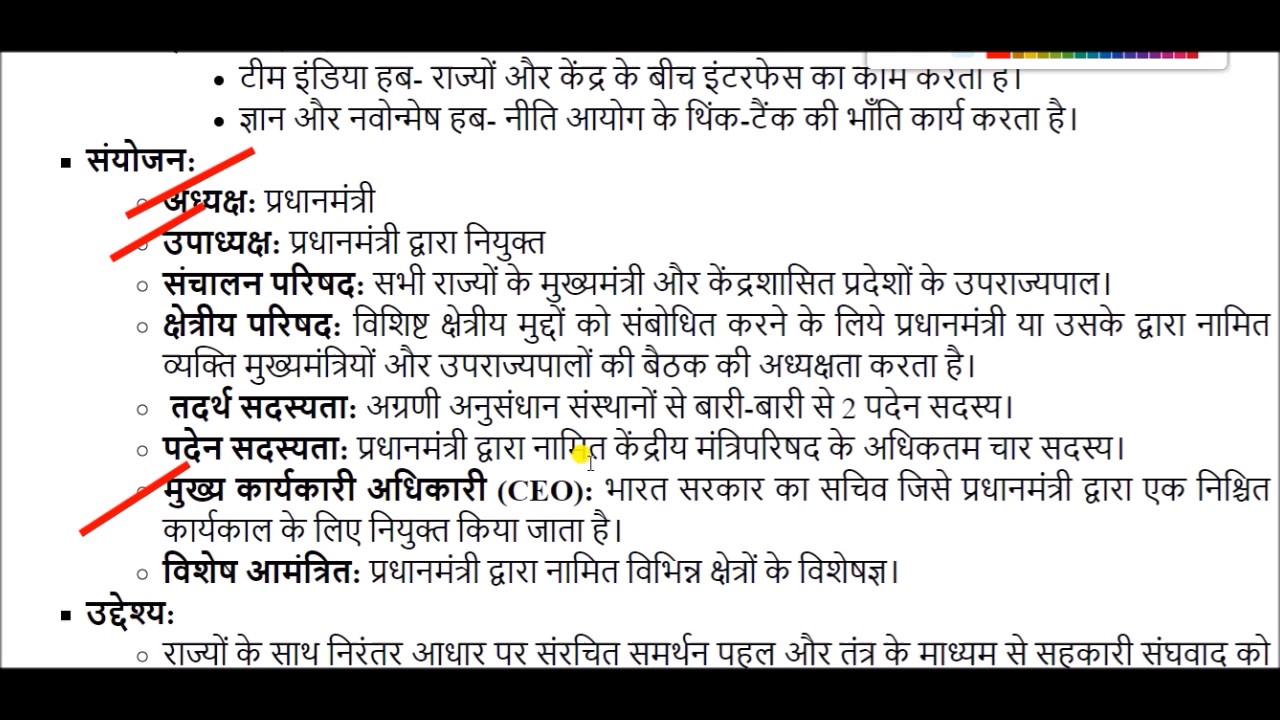 टीम इंडिया हब- राज्यों और केंद्र के बीच इंटरफेस का काम करता है।
ज्ञान और नवोन्मेष हब- नीति आयोग के थिंक-टैंक की भाँति कार्य करता है।
संयोजन:
अध्यक्ष: प्रधानमंत्री
उपाध्यक्ष: प्रधानमंत्री द्वारा नियुक्त
संचालन परिषद: सभी राज्यों के मुख्यमंत्री और केंद्रशासित प्रदेशों के उपराज्यपाल।
क्षेत्रीय परिषद: विशिष्ट क्षेत्रीय मुद्दों को संबोधित करने के लिये प्रधानमंत्री या उसके द्वारा नामित
व्यक्ति मुख्यमंत्रियों और उपराज्यपालों की बैठक की अध्यक्षता करता है।
तदर्थ सदस्यता: अग्रणी अनुसंधान संस्थानों से बारी-बारी से 2 पदेन सदस्य।
पदेन सदस्यता: प्रधानमंत्री द्वारा नामित केंद्रीय मंत्रिपरिषद के अधिकतम चार सदस्य।
मुख्य कार्यकारी अधिकारी (CEO): भारत सरकार का सचिव जिसे प्रधानमंत्री द्वारा एक निश्चित
कार्यकाल के लिए नियुक्त किया जाता है।
विशेष आमंत्रित: प्रधानमंत्री द्वारा नामित विभिन्न क्षेत्रों के विशेषज्ञ।
उद्देश्य:
राज्यों के साथ निरंतर आधार पर संरचित समर्थन पहल और तंत्र के माध्यम से सहकारी संघवाद को